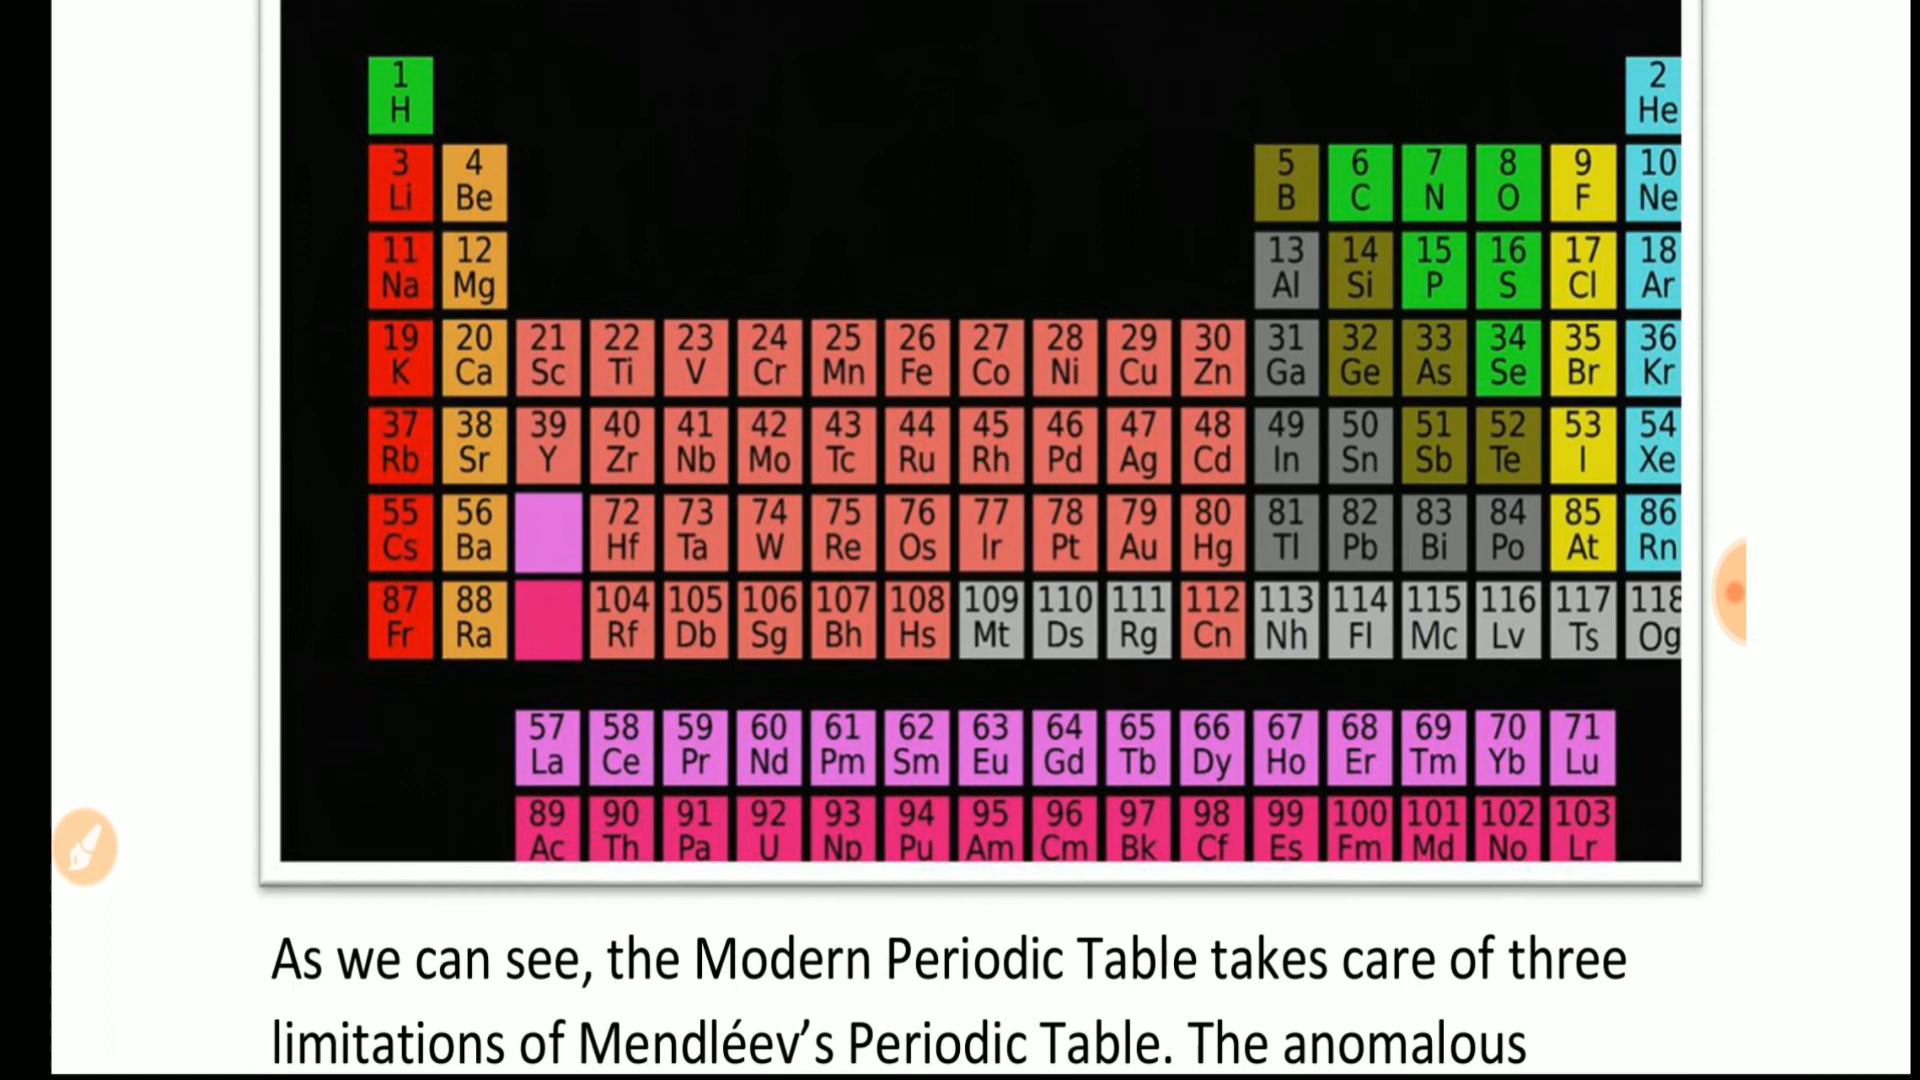 1 2
H He
3 4 5 6 7 8 9 10
Li Be B C N O F Ne
11 12 13 14 15 16 17 18
Na Mg Al Si P S Cl Ar
19 20 21 22 23 24 25 26 27 28 29 30 31 32 33 34 35 36
K Ca Sc Ti V Cr Mn Fe Co Ni Cu Zn Ga Ge As Se Br Kr
37 38 39 40 41 42 43 44 45 46 47 48 49 50 51 52 53 54
Rb Sr Y Zr Nb Mo Tc Ru Rh Pd Ag Cd In Sn Sb Te I Xe
55 56 72 73 74 75 76 77 78 79 80 81 82 83 84 85 86
Cs Ba Hf Ta W Re Os Ir Pt Au Hg Tl Pb Bi Po At Rn
87 88 104 105 106 107 108 109 110 111 112 113 114 115 116 117 118
Fr Ra Rf Db Sg Bh Hs Mt Ds Rg Cn Nh Fl Mc Lv Ts Og
57 58 59 60 61 62 63 64 65 66 67 68 69 70 71
La Ce Pr Nd Pm Sm Eu Gd Tb Dy Ho Er Tm Yb Lu
89 90 91 92 93 94 95 96 97 98 99 100 101 102 103
Ac Th Pa U Np Pu Am Cm Bk Cf Es Fm Md No Lr
As we can see, the Modern Periodic Table takes care of three
limitations of Mendléev’s Periodic Table. The anomalous